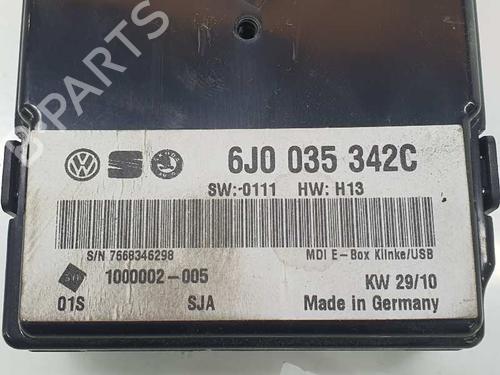 6J0 035 342C
SW:-0111 HW: H13
S/N 7668346298
MDI E-Box Klinke/USB
1000002-005
KW 29/10
01S SJA Made in Germany
B-PARTS